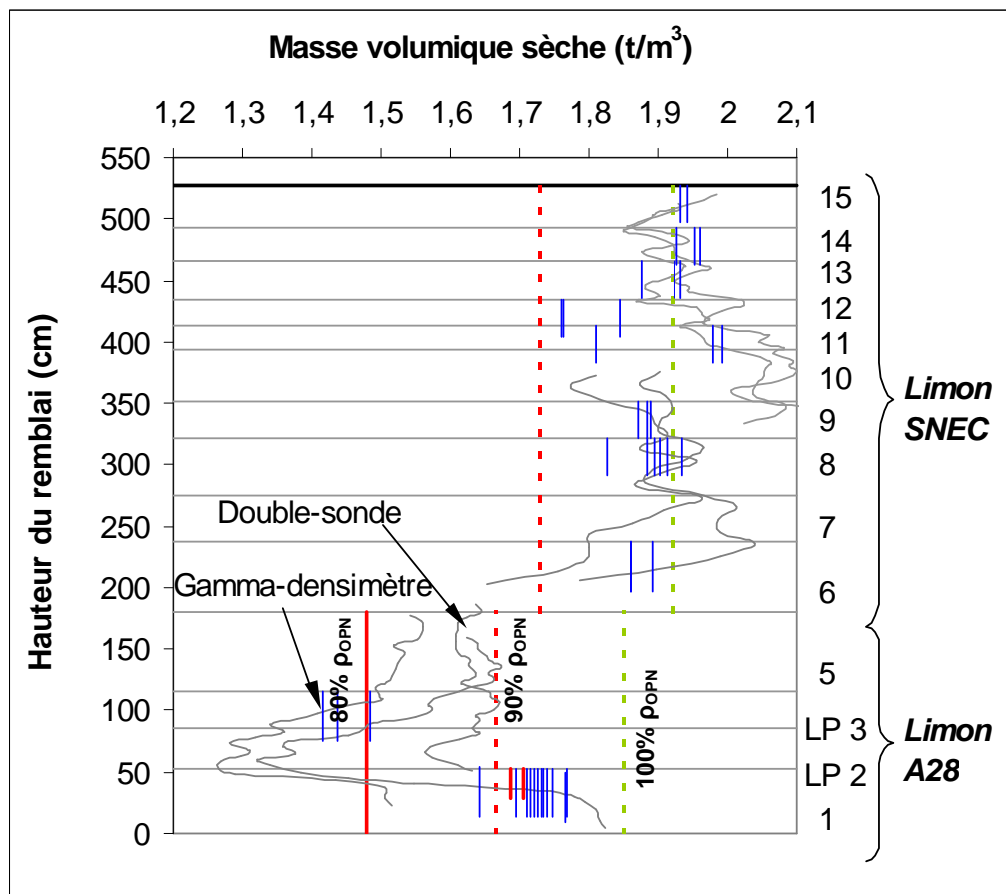 Masse volumique sèche (t/m³)
1,2 1,3 1,4 1,5 1,6 1,7 1,8 1,9 2 2,1
Hauteur du remblai (cm)
550
500
450
400
350
300
250
200
150
100
50
0
15
14
13
12
11
10
9
8
7
6
5
LP 3
LP 2
1
Limon
SNEC
Limon
A28
Double-sonde
Gamma-densimètre
80% ρOPN
90% ρOPN
100% ρOPN